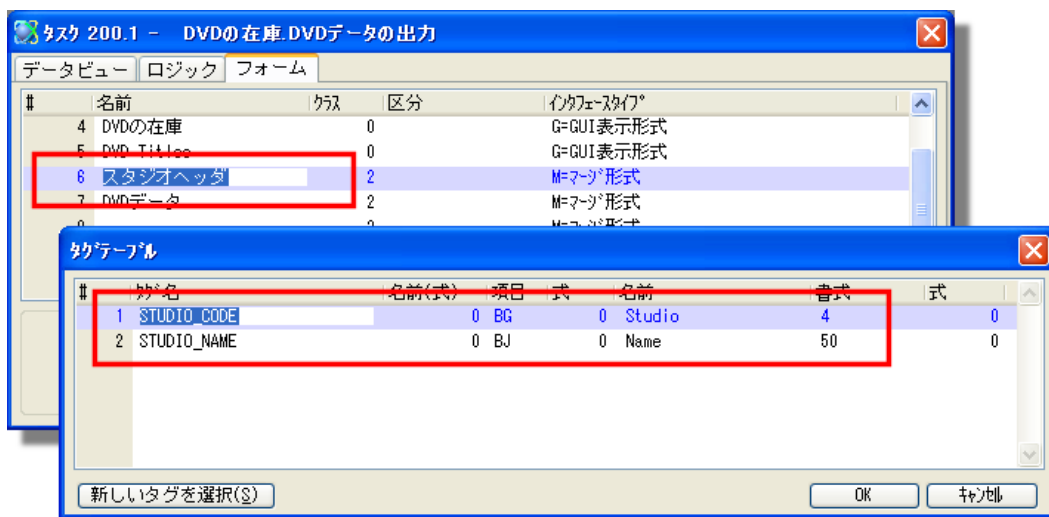 タスク 200.1 - DVDの在庫.DVDデータの出力
データビュー ロジック フォーム
# 名前 クラス 区分 インタフェースタイプ
4 DVDの在庫 0 G=GUI表示形式
5 DVD Titles 0 G=GUI表示形式
6 スタジオヘッダ 2 M=マージ形式
7 DVDデータ 2 M=マージ形式
タグテーブル
# タグ名 名前(式) 項目 式 名前 書式 式
1 STUDIO_CODE 0 BG 0 Studio 4 0
2 STUDIO_NAME 0 BJ 0 Name 50 0
新しいタグを選択(S) OK キャンセル